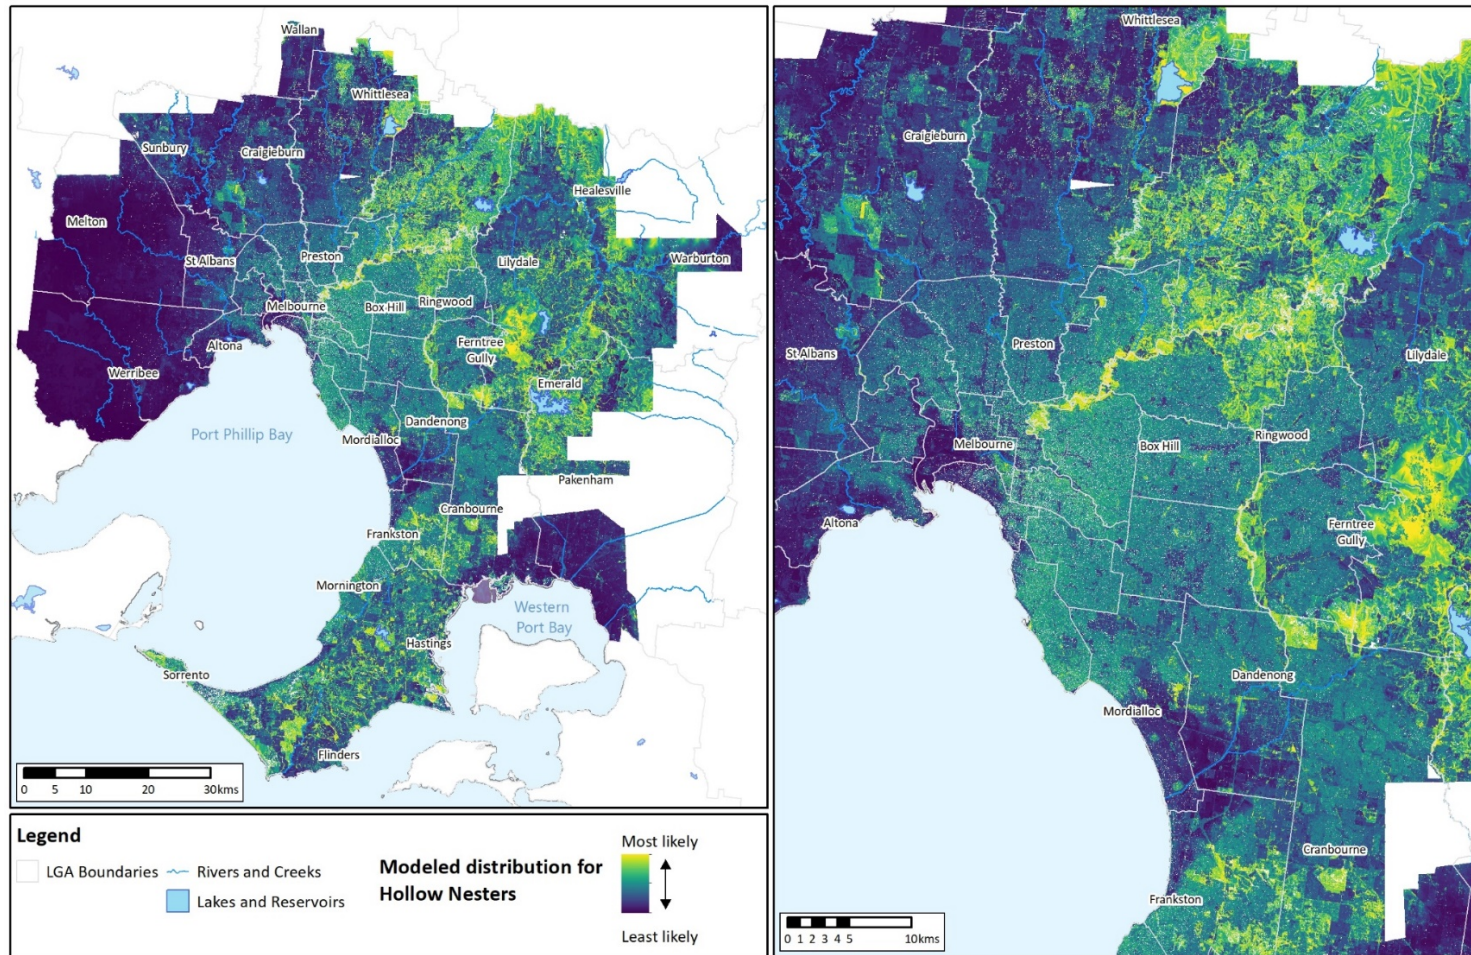 Wallan
Whittlesea
Sunbury
Craigieburn
Healesville
Melton
St Albans
Preston
Lilydale
Warburton
Melbourne
Box Hill
Ringwood
Altona
Ferntree
Gully
Werribee
Emerald
Dandenong
Port Phillip Bay
Mordialloc
Pakenham
Cranbourne
Frankston
Mornington
Western
Port Bay
Hastings
Sorrento
Flinders
0 5 10 20 30kms
Legend
LGA Boundaries
Rivers and Creeks
Lakes and Reservoirs
Modeled distribution for
Hollow Nesters
Most likely
Least likely
Whittlesea
Craigieburn
St Albans
Preston
Lilydale
Melbourne
Box Hill
Ringwood
Altona
Ferntree
Gully
Dandenong
Mordialloc
Cranbourne
Frankston
0 1 2 3 4 5 10kms